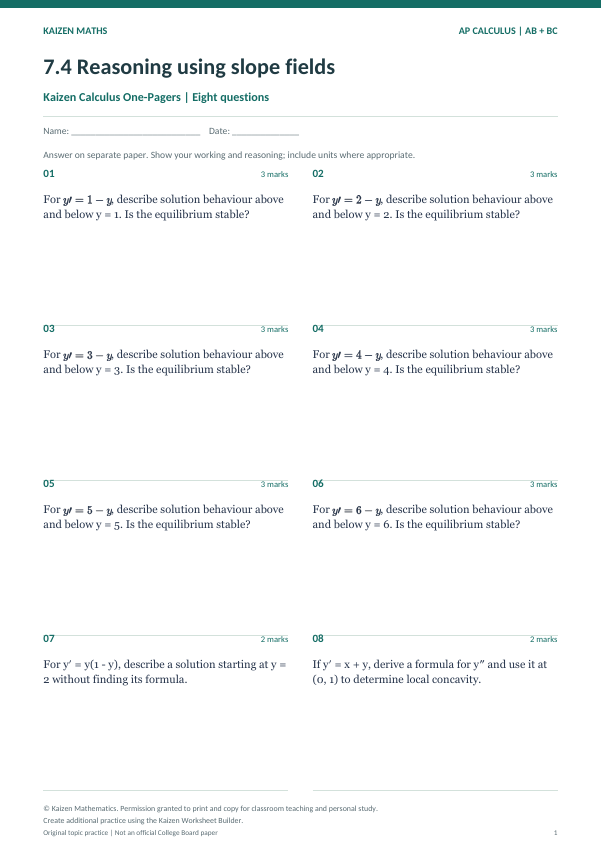 KAIZEN MATHS
AP CALCULUS | AB + BC
7.4 Reasoning using slope fields
Kaizen Calculus One-Pagers | Eight questions
Name: ____________________________ Date: ______________
Answer on separate paper. Show your working and reasoning; include units where appropriate.
01 3 marks
For y′ = 1 − y, describe solution behaviour above
and below y = 1. Is the equilibrium stable?
02 3 marks
For y′ = 2 − y, describe solution behaviour above
and below y = 2. Is the equilibrium stable?
03 3 marks
For y′ = 3 − y, describe solution behaviour above
and below y = 3. Is the equilibrium stable?
04 3 marks
For y′ = 4 − y, describe solution behaviour above
and below y = 4. Is the equilibrium stable?
05 3 marks
For y′ = 5 − y, describe solution behaviour above
and below y = 5. Is the equilibrium stable?
06 3 marks
For y′ = 6 − y, describe solution behaviour above
and below y = 6. Is the equilibrium stable?
07 2 marks
For y′ = y(1 - y), describe a solution starting at y =
2 without finding its formula.
08 2 marks
If y′ = x + y, derive a formula for y″ and use it at
(0, 1) to determine local concavity.
© Kaizen Mathematics. Permission granted to print and copy for classroom teaching and personal study.
Create additional practice using the Kaizen Worksheet Builder.
Original topic practice | Not an official College Board paper
1